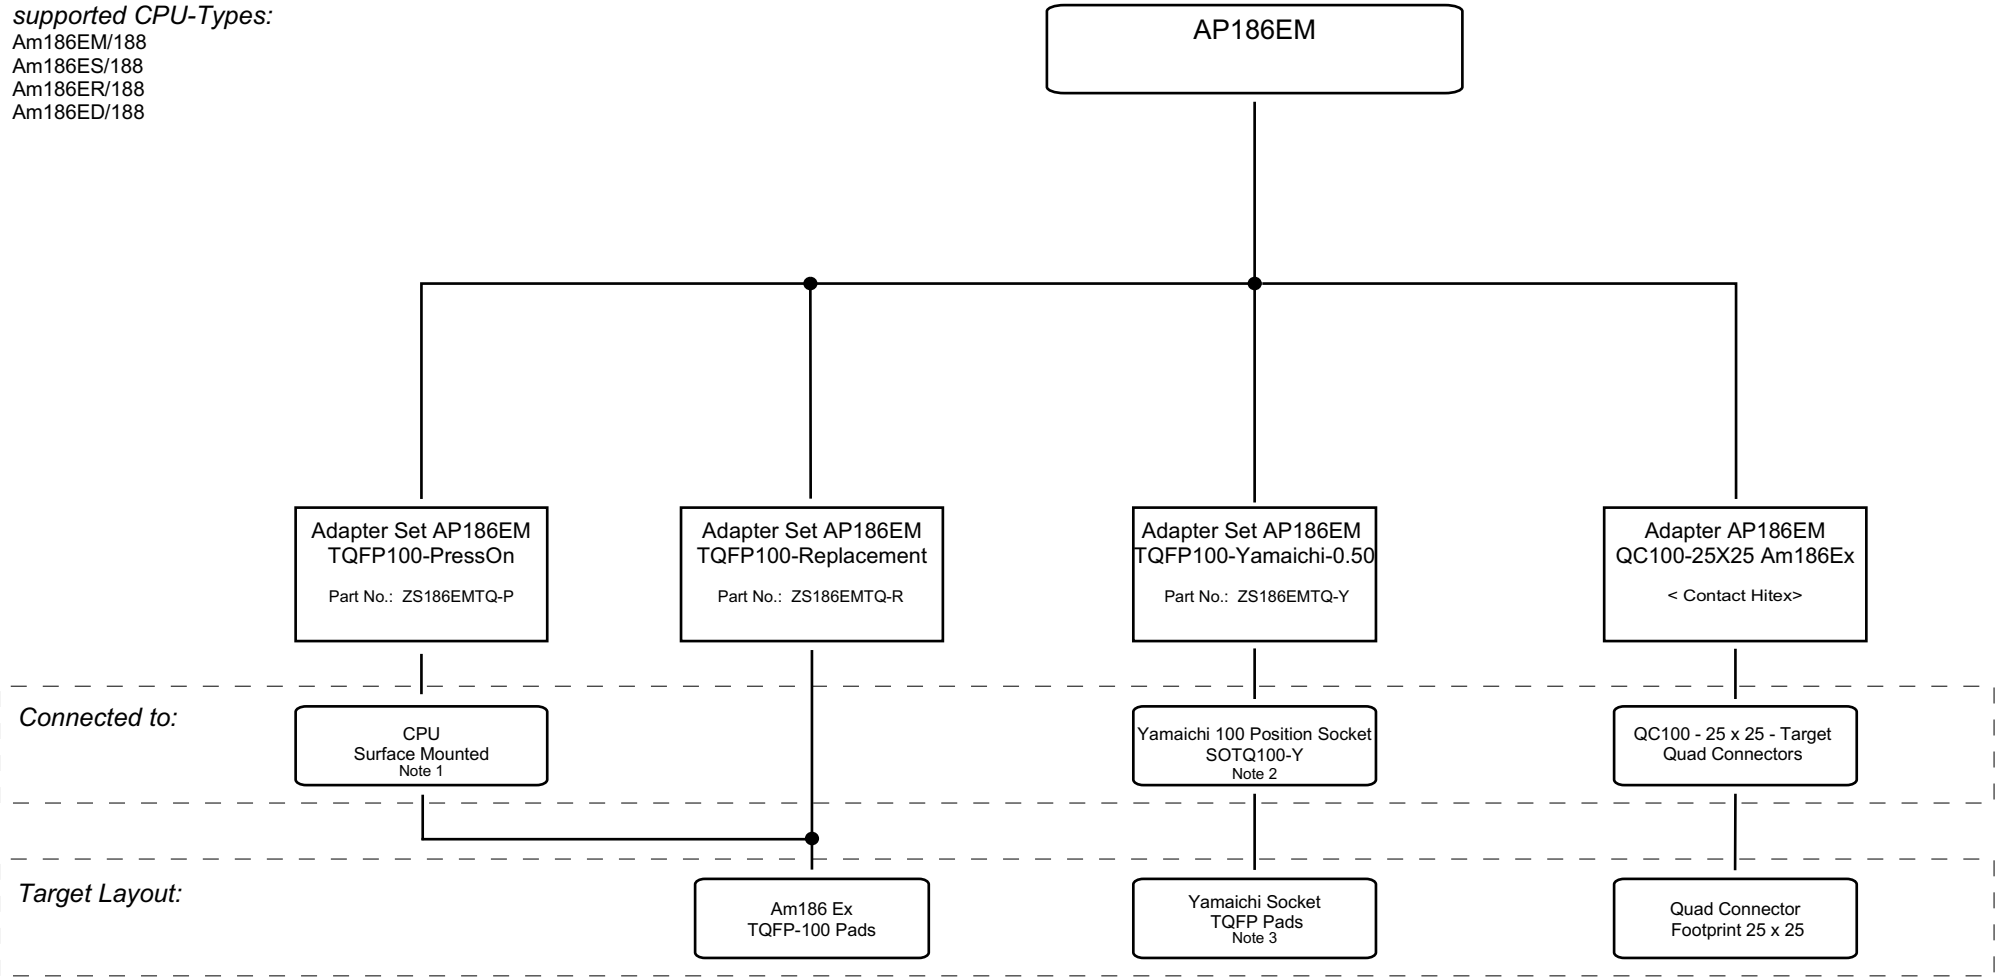 supported CPU-Types:
Am186EM/188
Am186ES/188
Am186ER/188
Am186ED/188
AP186EM
Adapter Set AP186EM
TQFP100-PressOn
Part No.: ZS186EMTQ-P
Adapter Set AP186EM
TQFP100-Replacement
Part No.: ZS186EMTQ-R
Adapter Set AP186EM
TQFP100-Yamaichi-0.50
Part No.: ZS186EMTQ-Y
Adapter AP186EM
QC100-25X25 Am186Ex
< Contact Hitex>
Connected to:
CPU
Surface Mounted
Note 1
Yamaichi 100 Position Socket
SOTQ100-Y
Note 2
QC100 - 25 x 25 - Target
Quad Connectors
Target Layout:
Am186 Ex
TQFP-100 Pads
Yamaichi Socket
TQFP Pads
Note 3
Quad Connector
Footprint 25 x 25